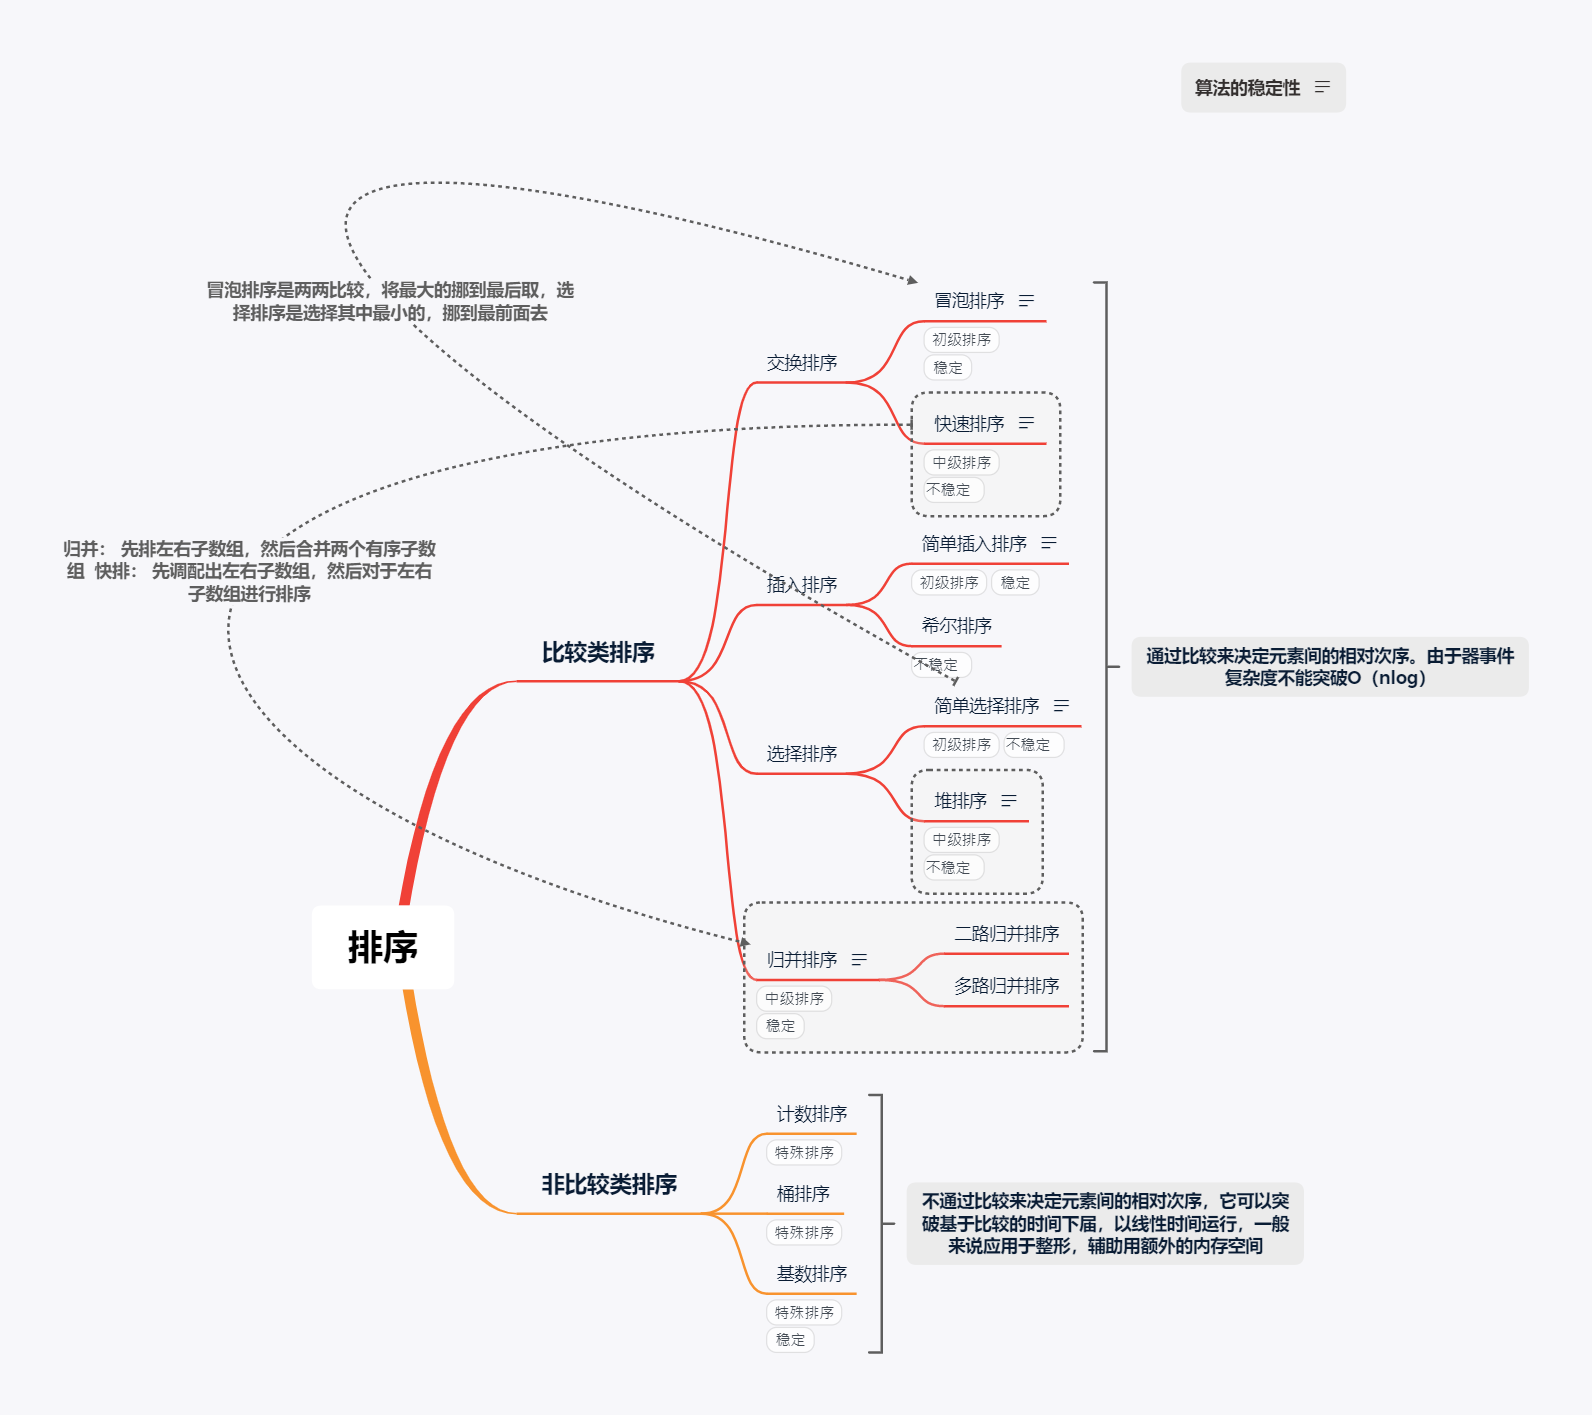 算法的稳定性
冒泡排序是两两比较，将最大的挪到最后取，选
择排序是选择其中最小的，挪到最前面去
冒泡排序
初级排序
稳定
交换排序
快速排序
中级排序
不稳定
归并： 先排左右子数组，然后合并两个有序子数
组 快排： 先调配出左右子数组，然后对于左右
子数组进行排序
简单插入排序
初级排序 稳定
插入排序
希尔排序
不稳定
比较类排序
通过比较来决定元素间的相对次序。由于器事件
复杂度不能突破O（nlog）
简单选择排序
初级排序 不稳定
选择排序
堆排序
中级排序
不稳定
排序
二路归并排序
归并排序
多路归并排序
中级排序
稳定
计数排序
特殊排序
非比较类排序
桶排序
特殊排序
不通过比较来决定元素间的相对次序，它可以突
破基于比较的时间下届，以线性时间运行，一般
来说应用于整形，辅助用额外的内存空间
基数排序
特殊排序
稳定